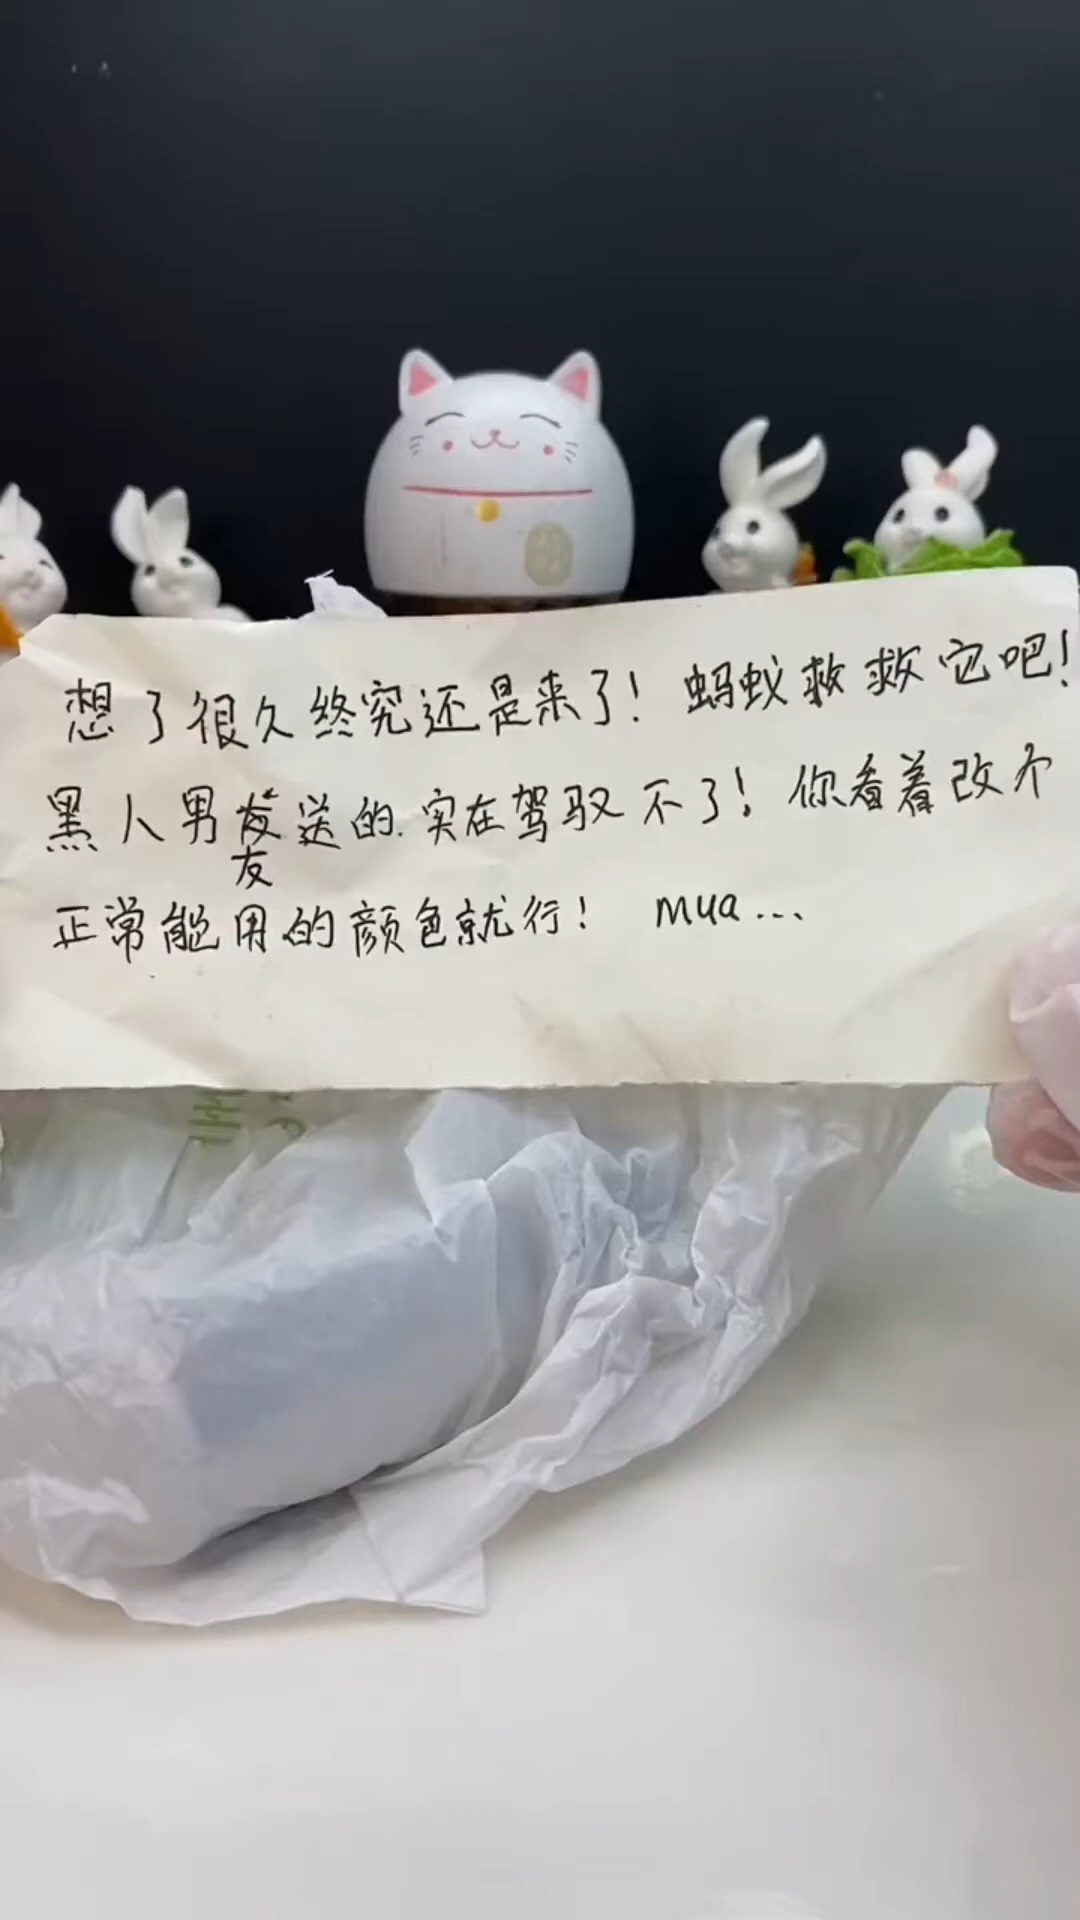 想了很久终究还是来了！蚂蚁救救它吧！
黑人男友送的.实在驾驭不了！你看着改个
正常能用的颜色就行！ mua...